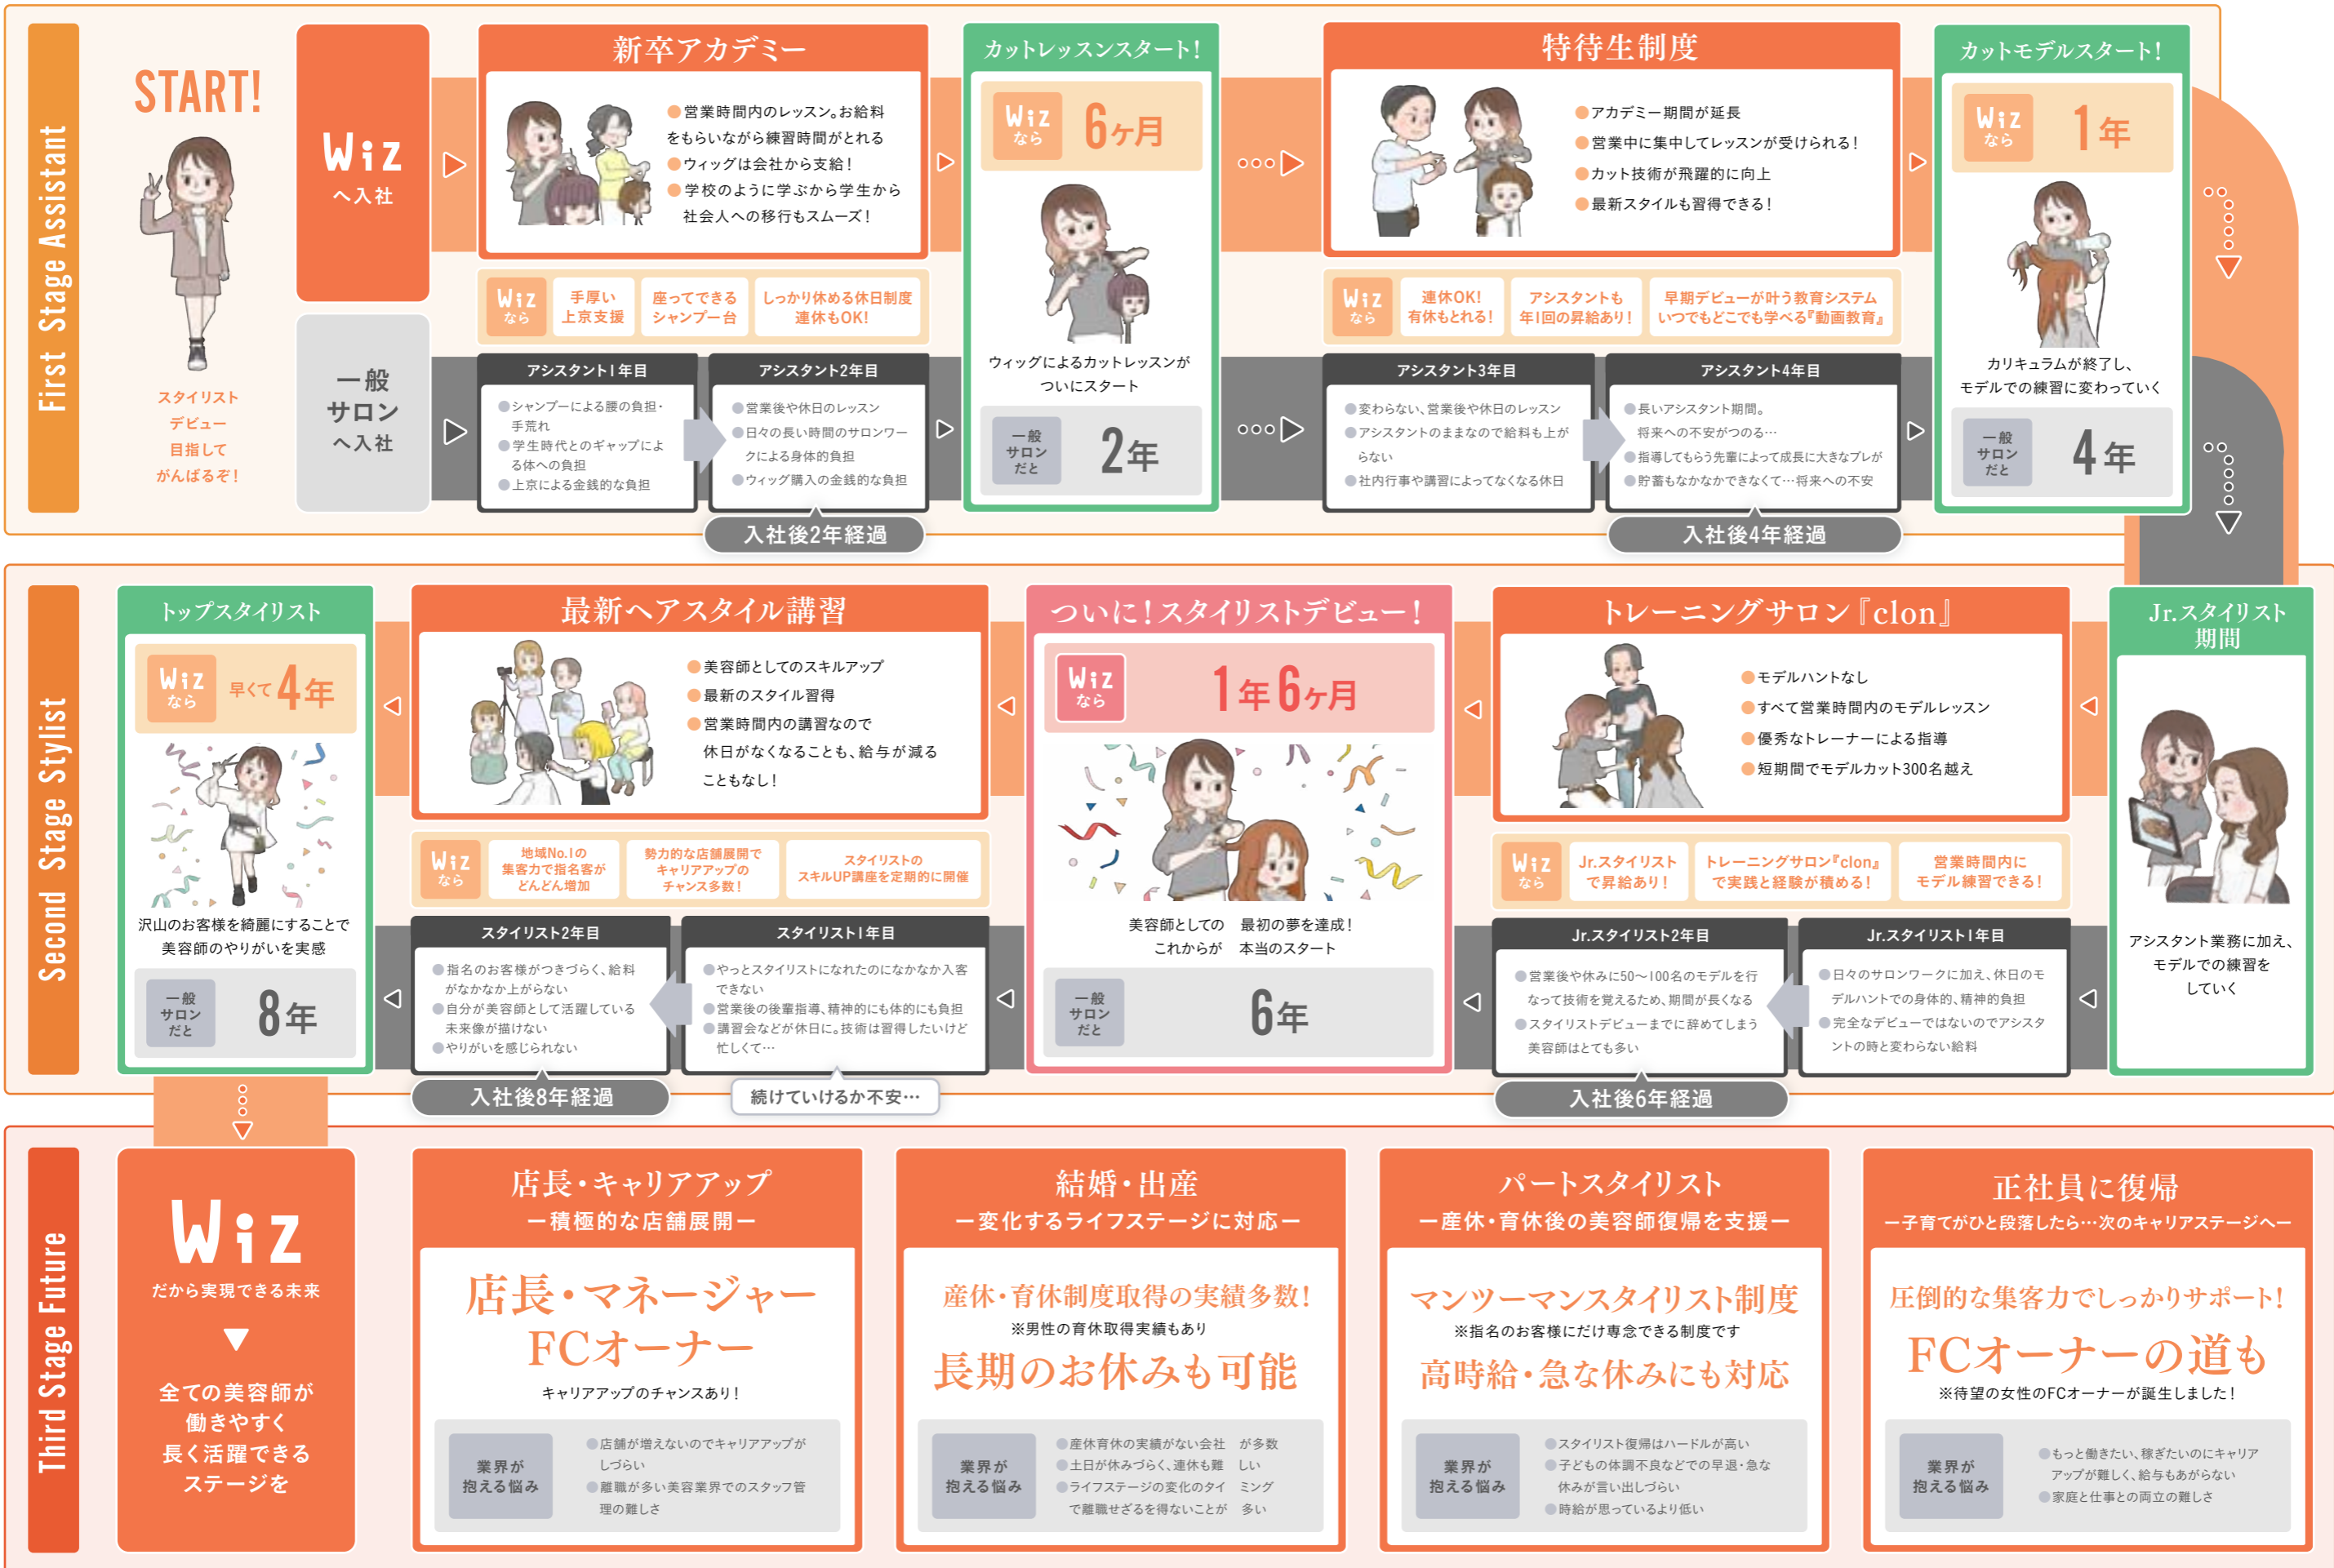 First Stage Assistant
START!
スタイリスト
デビュー
目指して
がんばるぞ!
Wiz
へ入社
一般
サロン
へ入社
新卒アカデミー
●営業時間内のレッスン。お給料
をもらいながら練習時間がとれる
●ウィッグは会社から支給!
●学校のように学ぶから学生から
社会人への移行もスムーズ!
Wiz
なら
手厚い
上京支援
座ってできる
シャンプー台
しっかり休める休日制度
連休もOK!
アシスタント1年目
●シャンプーによる腰の負担・
手荒れ
●学生時代とのギャップによ
る体への負担
●上京による金銭的な負担
アシスタント2年目
●営業後や休日のレッスン
●日々の長い時間のサロンワー
クによる身体的負担
●ウィッグ購入の金銭的な負担
入社後2年経過
カットレッスンスタート!
Wiz
なら
6ヶ月
ウィッグによるカットレッスンが
ついにスタート
一般
サロン
だと
2年
特待生制度
●アカデミー期間が延長
●営業中に集中してレッスンが受けられる!
●カット技術が飛躍的に向上
●最新スタイルも習得できる!
Wiz
なら
連休OK!
有休もとれる!
アシスタントも
年1回の昇給あり!
早期デビューが叶う教育システム
いつでもどこでも学べる『動画教育』
アシスタント3年目
●変わらない、営業後や休日のレッスン
●アシスタントのままなので給料も上が
らない
●社内行事や講習によってなくなる休日
アシスタント4年目
●長いアシスタント期間。
将来への不安がつのる…
●指導してもらう先輩によって成長に大きなブレが
●貯蓄もなかなかできなくて…将来への不安
入社後4年経過
カットモデルスタート!
Wiz
なら
1年
カリキュラムが終了し、
モデルでの練習に変わっていく
一般
サロン
だと
4年
Second Stage Stylist
Jr.スタイリスト
期間
アシスタント業務に加え、
モデルでの練習を
していく
トレーニングサロン『clon』
●モデルハントなし
●すべて営業時間内のモデルレッスン
●優秀なトレーナーによる指導
●短期間でモデルカット300名越え
Wiz
なら
Jr.スタイリスト
で昇給あり!
トレーニングサロン『clon』
で実践と経験が積める!
営業時間内に
モデル練習できる!
Jr.スタイリスト1年目
●日々のサロンワークに加え、休日のモ
デルハントでの身体的、精神的負担
●完全なデビューではないのでアシスタ
ントの時と変わらない給料
Jr.スタイリスト2年目
●営業後や休みに50〜100名のモデルを行
なって技術を覚えるため、期間が長くなる
●スタイリストデビューまでに辞めてしまう
美容師はとても多い
入社後6年経過
ついに!スタイリストデビュー!
Wiz
なら
1年6ヶ月
美容師としての 最初の夢を達成!
これからが 本当のスタート
一般
サロン
だと
6年
最新ヘアスタイル講習
●美容師としてのスキルアップ
●最新のスタイル習得
●営業時間内の講習なので
休日がなくなることも、給与が減る
こともなし!
Wiz
なら
地域No.1の
集客力で指名客が
どんどん増加
勢力的な店舗展開で
キャリアアップの
チャンス多数!
スタイリストの
スキルUP講座を定期的に開催
スタイリスト1年目
●やっとスタイリストになれたのになかなか入客
できない
●営業後の後輩指導、精神的にも体的にも負担
●講習会などが休日に。技術は習得したいけど
忙しくて…
続けていけるか不安…
スタイリスト2年目
●指名のお客様がつきづらく、給料
がなかなか上がらない
●自分が美容師として活躍している
未来像が描けない
●やりがいを感じられない
入社後8年経過
トップスタイリスト
Wiz
なら
早くて4年
沢山のお客様を綺麗にすることで
美容師のやりがいを実感
一般
サロン
だと
8年
Third Stage Future
Wiz
だから実現できる未来
▼
全ての美容師が
働きやすく
長く活躍できる
ステージを
店長・キャリアアップ
ー積極的な店舗展開ー
店長・マネージャー
FCオーナー
キャリアアップのチャンスあり!
業界が
抱える悩み
●店舗が増えないのでキャリアアップが
しづらい
●離職が多い美容業界でのスタッフ管
理の難しさ
結婚・出産
ー変化するライフステージに対応ー
産休・育休制度取得の実績多数!
※男性の育休取得実績もあり
長期のお休みも可能
業界が
抱える悩み
●産休育休の実績がない会社 が多数
●土日が休みづらく、連休も難 しい
●ライフステージの変化のタイ ミング
で離職せざるを得ないことが 多い
パートスタイリスト
ー産休・育休後の美容師復帰を支援ー
マンツーマンスタイリスト制度
※指名のお客様にだけ専念できる制度です
高時給・急な休みにも対応
業界が
抱える悩み
●スタイリスト復帰はハードルが高い
●子どもの体調不良などでの早退・急な
休みが言い出しづらい
●時給が思っているより低い
正社員に復帰
ー子育てがひと段落したら…次のキャリアステージへー
圧倒的な集客力でしっかりサポート!
FCオーナーの道も
※待望の女性のFCオーナーが誕生しました!
業界が
抱える悩み
●もっと働きたい、稼ぎたいのにキャリア
アップが難しく、給与もあがらない
●家庭と仕事との両立の難しさ